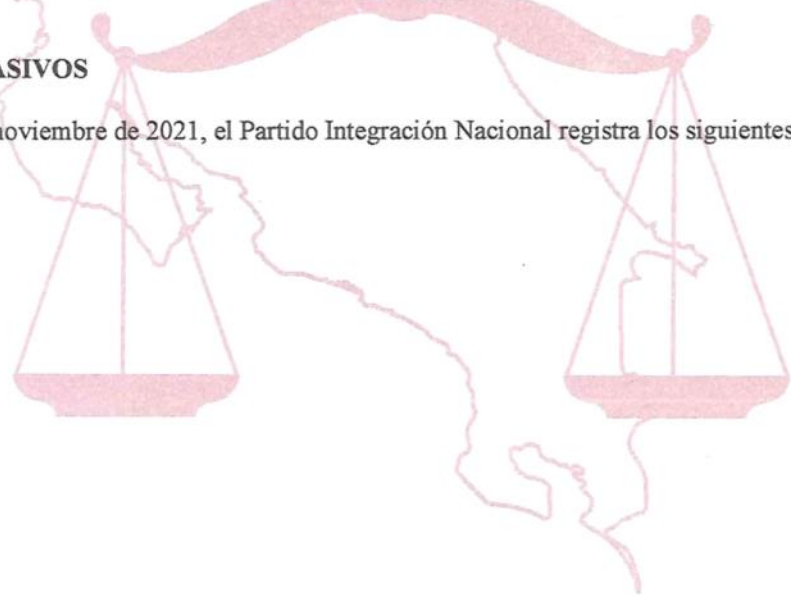 ASIVOS
noviembre de 2021, el Partido Integración Nacional registra los siguientes